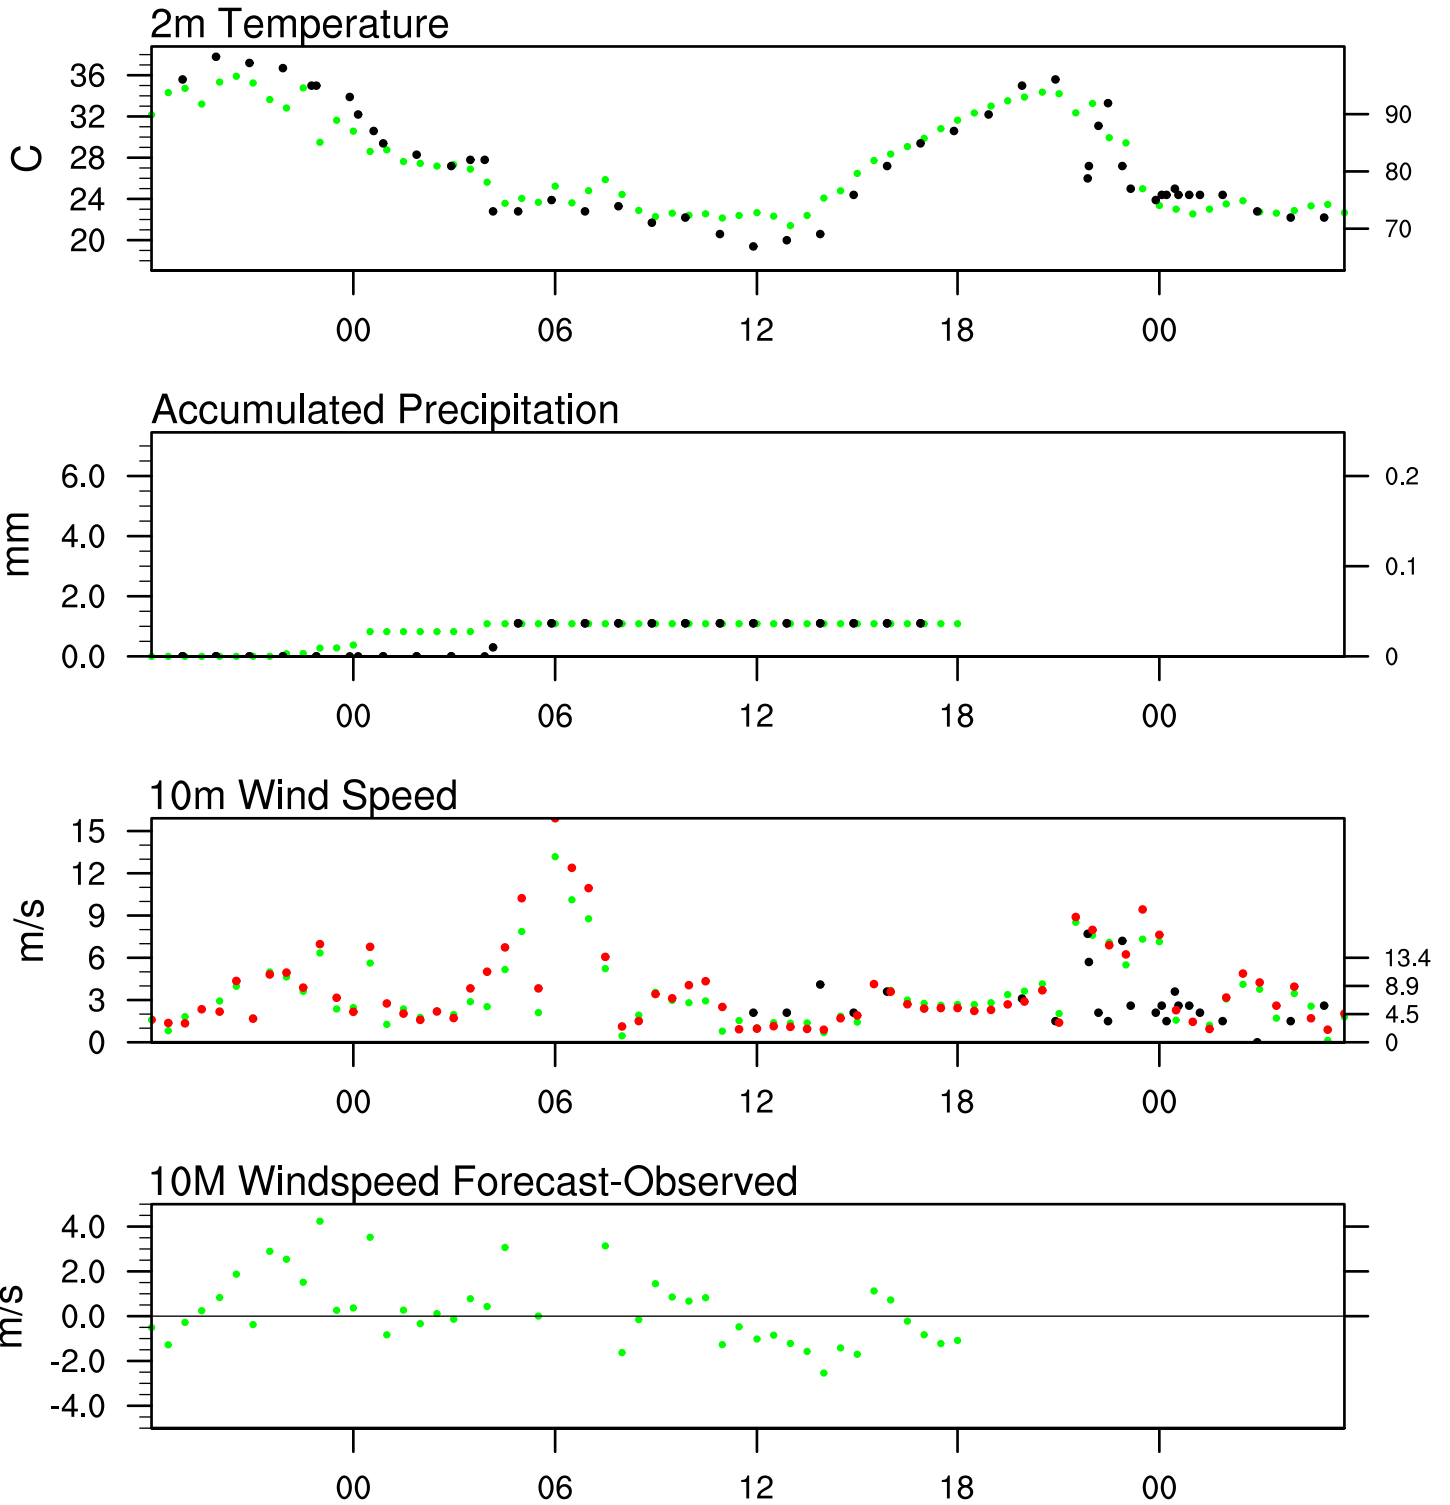 2m Temperature
36
32
28
24
20
C
90
80
70
00 06 12 18 00
Accumulated Precipitation
6.0
4.0
2.0
0.0
mm
0.2
0.1
0
00 06 12 18 00
10m Wind Speed
15
12
9
6
3
0
m/s
13.4
8.9
4.5
0
00 06 12 18 00
10M Windspeed Forecast-Observed
4.0
2.0
0.0
-2.0
-4.0
m/s
00 06 12 18 00